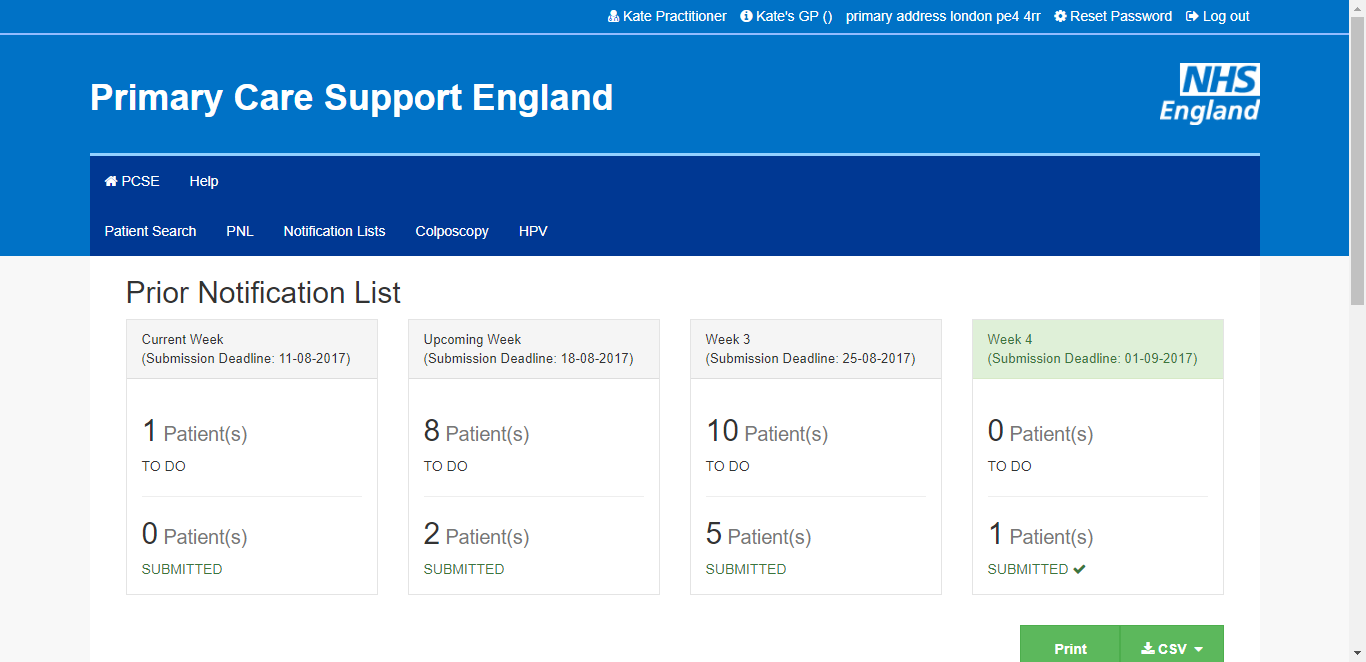 Kate Practitioner Kate's GP () primary address london pe4 4rr Reset Password Log out
Primary Care Support England
NHS
England
PCSE Help
Patient Search PNL Notification Lists Colposcopy HPV
Prior Notification List
Current Week
(Submission Deadline: 11-08-2017)
1 Patient(s)
TO DO
0 Patient(s)
SUBMITTED
Upcoming Week
(Submission Deadline: 18-08-2017)
8 Patient(s)
TO DO
2 Patient(s)
SUBMITTED
Week 3
(Submission Deadline: 25-08-2017)
10 Patient(s)
TO DO
5 Patient(s)
SUBMITTED
Week 4
(Submission Deadline: 01-09-2017)
0 Patient(s)
TO DO
1 Patient(s)
SUBMITTED
Print CSV